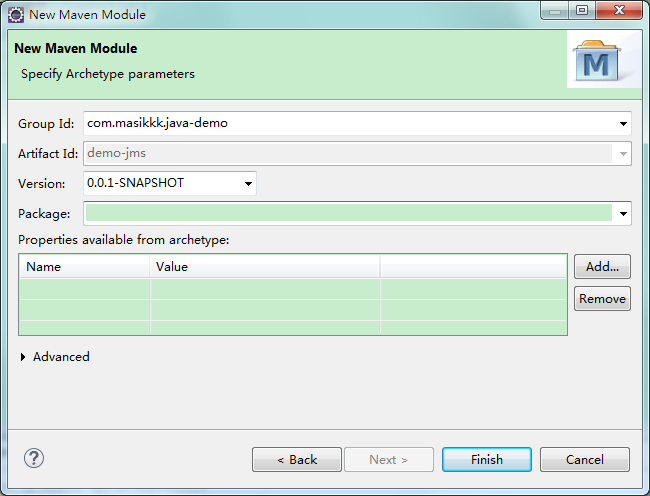 New Maven Module
New Maven Module
Specify Archetype parameters
M
Group Id: com.masikkk.java-demo
Artifact Id: demo-jms
Version: 0.0.1-SNAPSHOT
Package:
Properties available from archetype:
Name Value
Add...
Remove
Advanced
? < Back Next > Finish Cancel